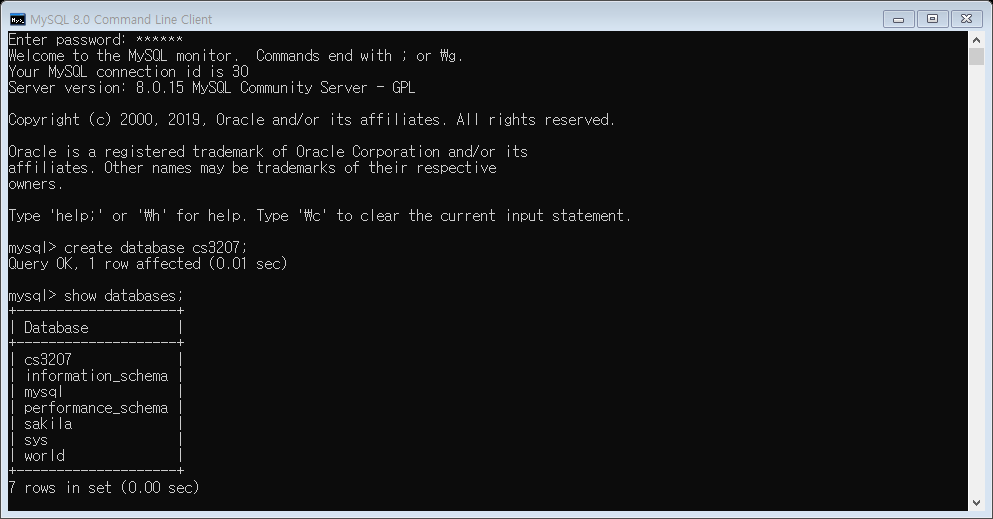 MySQL 8.0 Command Line Client
Enter password: ******
Welcome to the MySQL monitor.  Commands end with ; or ₩g.
Your MySQL connection id is 30
Server version: 8.0.15 MySQL Community Server - GPL
Copyright (c) 2000, 2019, Oracle and/or its affiliates. All rights reserved.
Oracle is a registered trademark of Oracle Corporation and/or its
affiliates. Other names may be trademarks of their respective
owners.
Type 'help;' or '₩h' for help. Type '₩c' to clear the current input statement.
mysql> create database cs3207;
Query OK, 1 row affected (0.01 sec)
mysql> show databases;
+--------------------+
| Database           |
+--------------------+
| cs3207             |
| information_schema |
| mysql              |
| performance_schema |
| sakila             |
| sys                |
| world              |
+--------------------+
7 rows in set (0.00 sec)